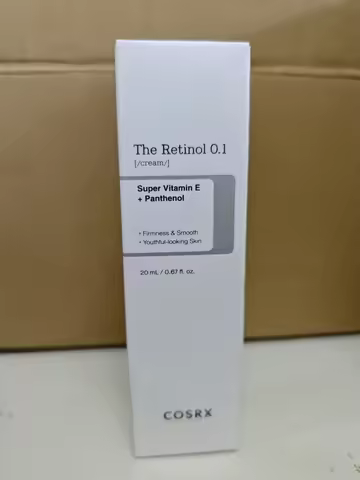 The Retinol 0.1
[/cream/]
Super Vitamin E
+ Panthenol
• Firmness & Smooth
• Youthful-looking Skin
20 mL / 0.67 fl. oz.
COSRX